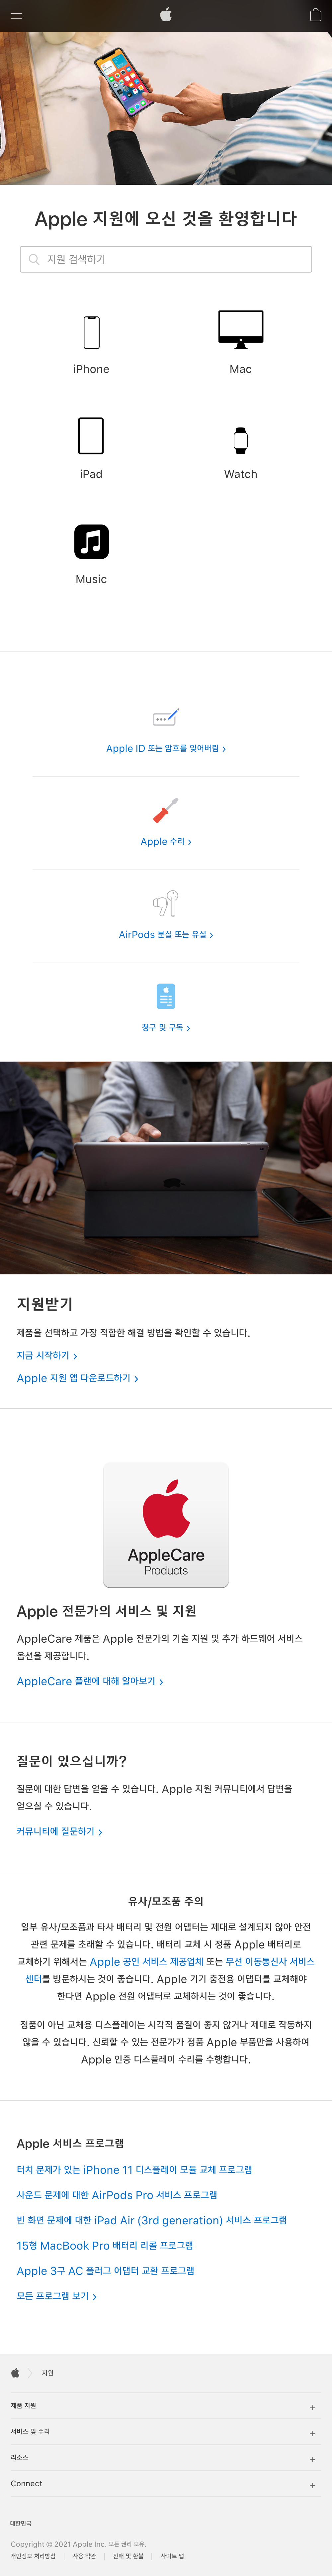 Apple 지원에 오신 것을 환영합니다
지원 검색하기
iPhone
Mac
iPad
Watch
Music
Apple ID 또는 암호를 잊어버림 >
Apple 수리 >
AirPods 분실 또는 유실 >
청구 및 구독 >
지원받기
제품을 선택하고 가장 적합한 해결 방법을 확인할 수 있습니다.
지금 시작하기 >
Apple 지원 앱 다운로드하기 >
AppleCare
Products
Apple 전문가의 서비스 및 지원
AppleCare 제품은 Apple 전문가의 기술 지원 및 추가 하드웨어 서비스
옵션을 제공합니다.
AppleCare 플랜에 대해 알아보기 >
질문이 있으십니까?
질문에 대한 답변을 얻을 수 있습니다. Apple 지원 커뮤니티에서 답변을
얻으실 수 있습니다.
커뮤니티에 질문하기 >
유사/모조품 주의
일부 유사/모조품과 타사 배터리 및 전원 어댑터는 제대로 설계되지 않아 안전
관련 문제를 초래할 수 있습니다. 배터리 교체 시 정품 Apple 배터리로
교체하기 위해서는 Apple 공인 서비스 제공업체 또는 무선 이동통신사 서비스
센터를 방문하시는 것이 좋습니다. Apple 기기 충전용 어댑터를 교체해야
한다면 Apple 전원 어댑터로 교체하시는 것이 좋습니다.
정품이 아닌 교체용 디스플레이는 시각적 품질이 좋지 않거나 제대로 작동하지
않을 수 있습니다. 신뢰할 수 있는 전문가가 정품 Apple 부품만을 사용하여
Apple 인증 디스플레이 수리를 수행합니다.
Apple 서비스 프로그램
터치 문제가 있는 iPhone 11 디스플레이 모듈 교체 프로그램
사운드 문제에 대한 AirPods Pro 서비스 프로그램
빈 화면 문제에 대한 iPad Air (3rd generation) 서비스 프로그램
15형 MacBook Pro 배터리 리콜 프로그램
Apple 3구 AC 플러그 어댑터 교환 프로그램
모든 프로그램 보기 >
지원
제품 지원 +
서비스 및 수리 +
리소스 +
Connect +
대한민국
Copyright © 2021 Apple Inc. 모든 권리 보유.
개인정보 처리방침 | 사용 약관 | 판매 및 환불 | 사이트 맵